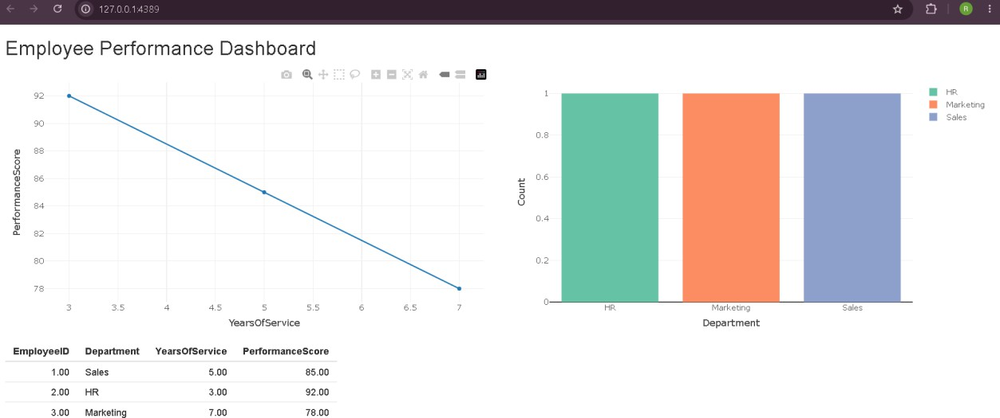 127.0.0.1:4389
R
Employee Performance Dashboard
92
90
88
86
84
82
80
78
PerformanceScore
3 3.5 4 4.5 5 5.5 6 6.5 7
YearsOfService
1
0.8
0.6
0.4
0.2
0
Count
HR Marketing Sales
Department
HR
Marketing
Sales
EmployeeID Department YearsOfService PerformanceScore
1.00 Sales 5.00 85.00
2.00 HR 3.00 92.00
3.00 Marketing 7.00 78.00